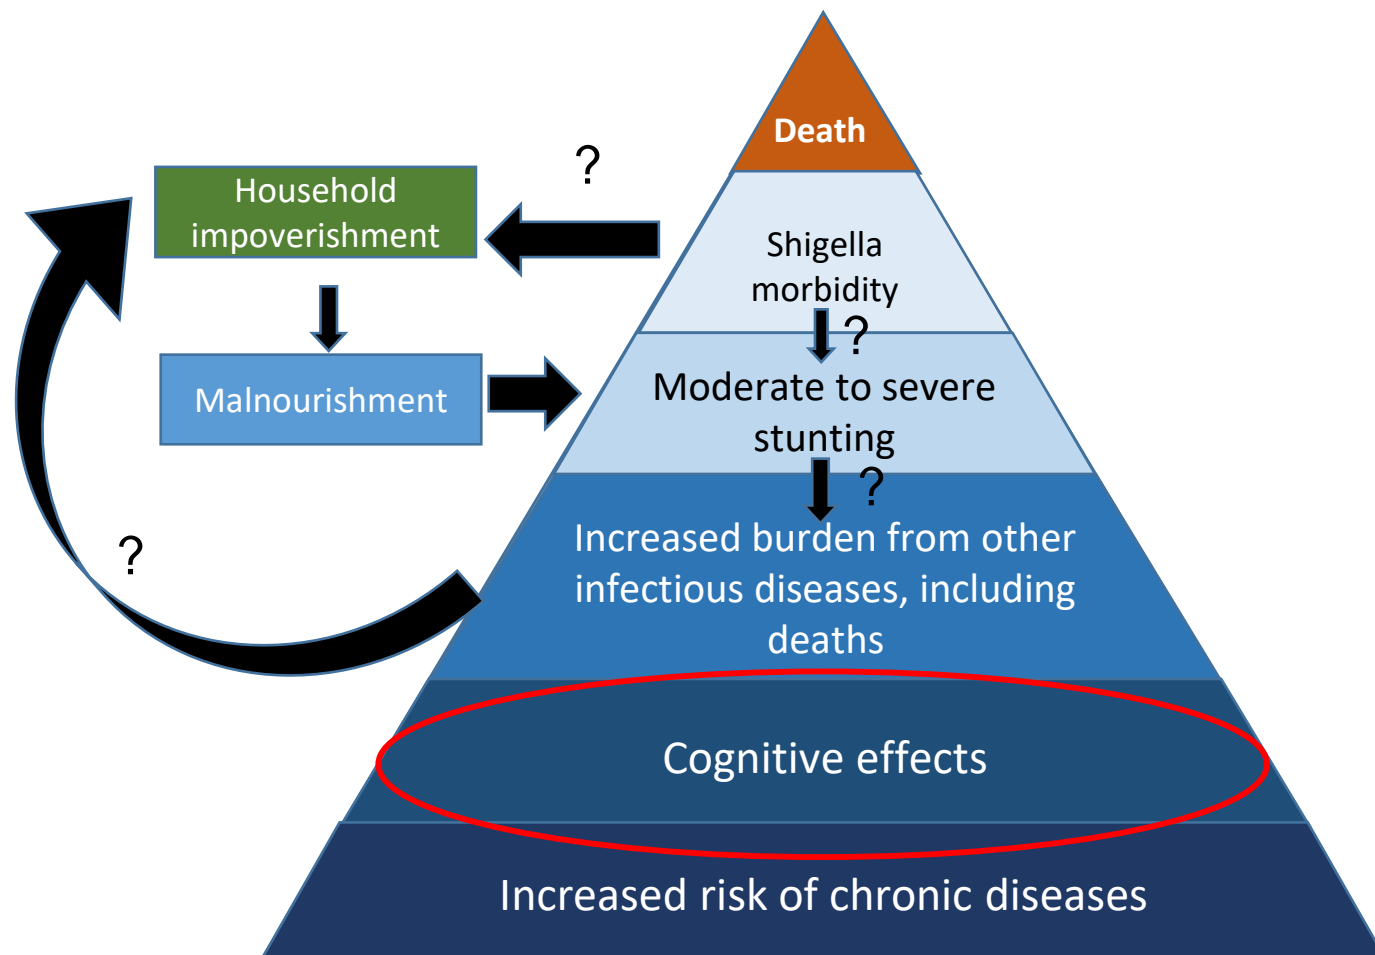 Death
?
Household
impoverishment
Shigella
morbidity
?
Malnourishment
Moderate to severe
stunting
?
Increased burden from other
infectious diseases, including
deaths
?
Cognitive effects
Increased risk of chronic diseases